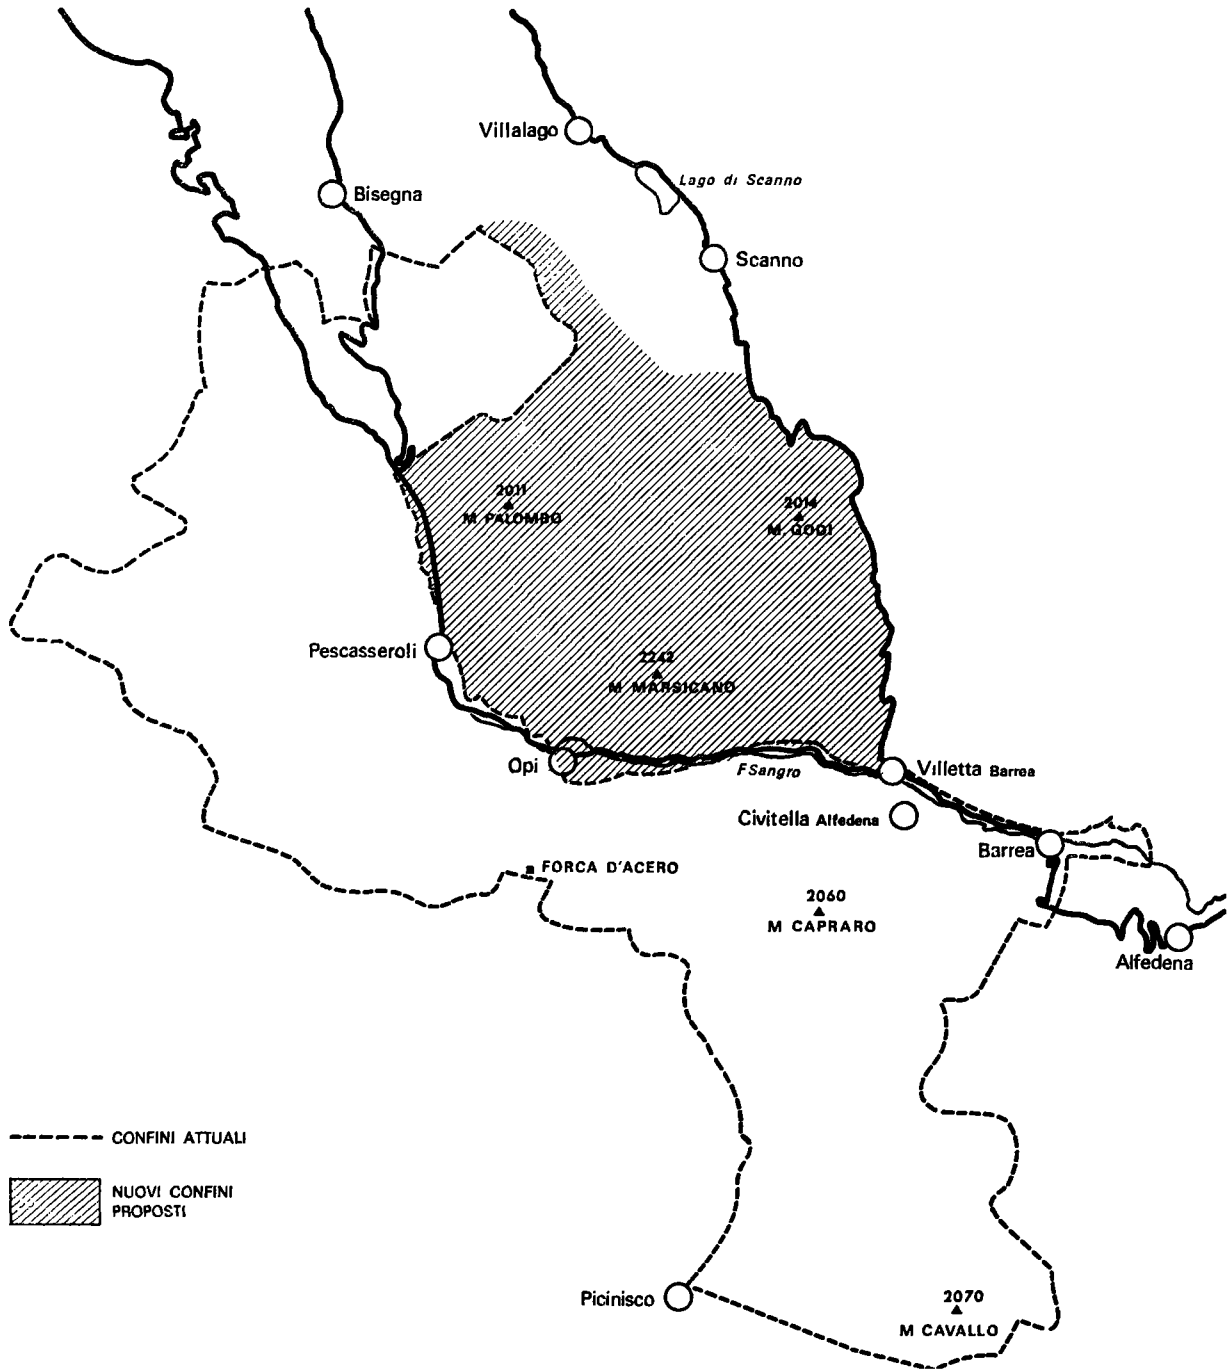 Villalago
Lago di Scanno
Bisegna
Scanno
2011
M PALOMBO
2014
M. GODI
Pescasseroli
2242
M MARSICANO
Opi
F Sangro
Villetta Barrea
Civitella Alfedena
Barrea
FORCA D'ACERO
2060
M CAPRARO
Alfedena
CONFINI ATTUALI
NUOVI CONFINI
PROPOSTI
Picinisco
2070
M CAVALLO